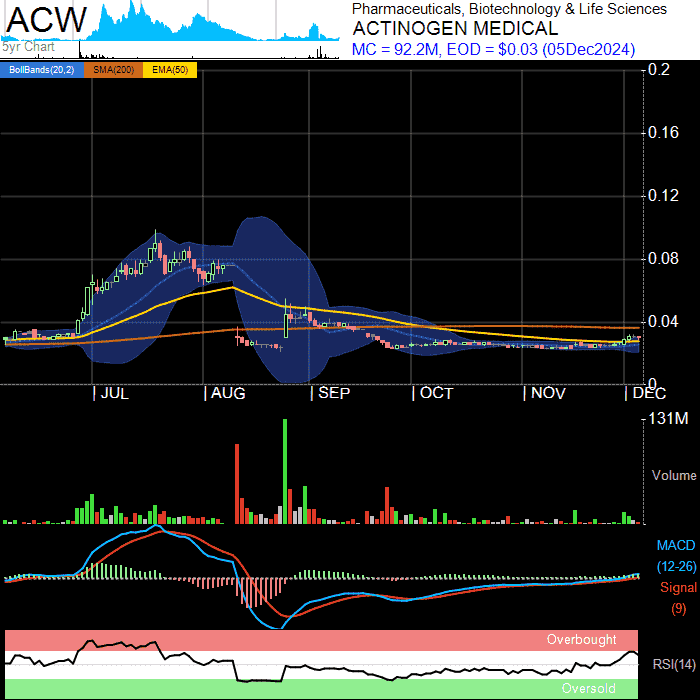 ACW
5yr Chart
Pharmaceuticals, Biotechnology & Life Sciences
ACTINOGEN MEDICAL
MC = 92.2M, EOD = $0.03 (05Dec2024)
BollBands(20,2) SMA(200) EMA(50)
0.2
0.16
0.12
0.08
0.04
0
JUL AUG SEP OCT NOV DEC
131M
Volume
MACD
(12-26)
Signal
(9)
Overbought
RSI(14)
Oversold